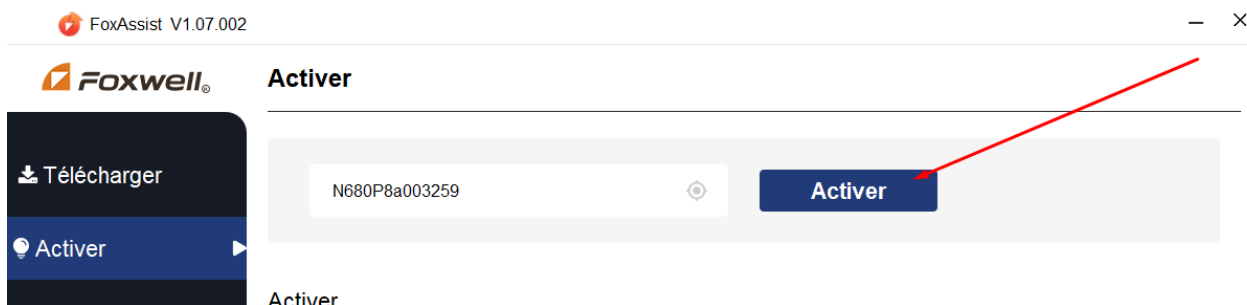 FoxAssist V1.07.002
FOXWELL®
Activer
Télécharger
N680P8a003259
Activer
Activer
Activer